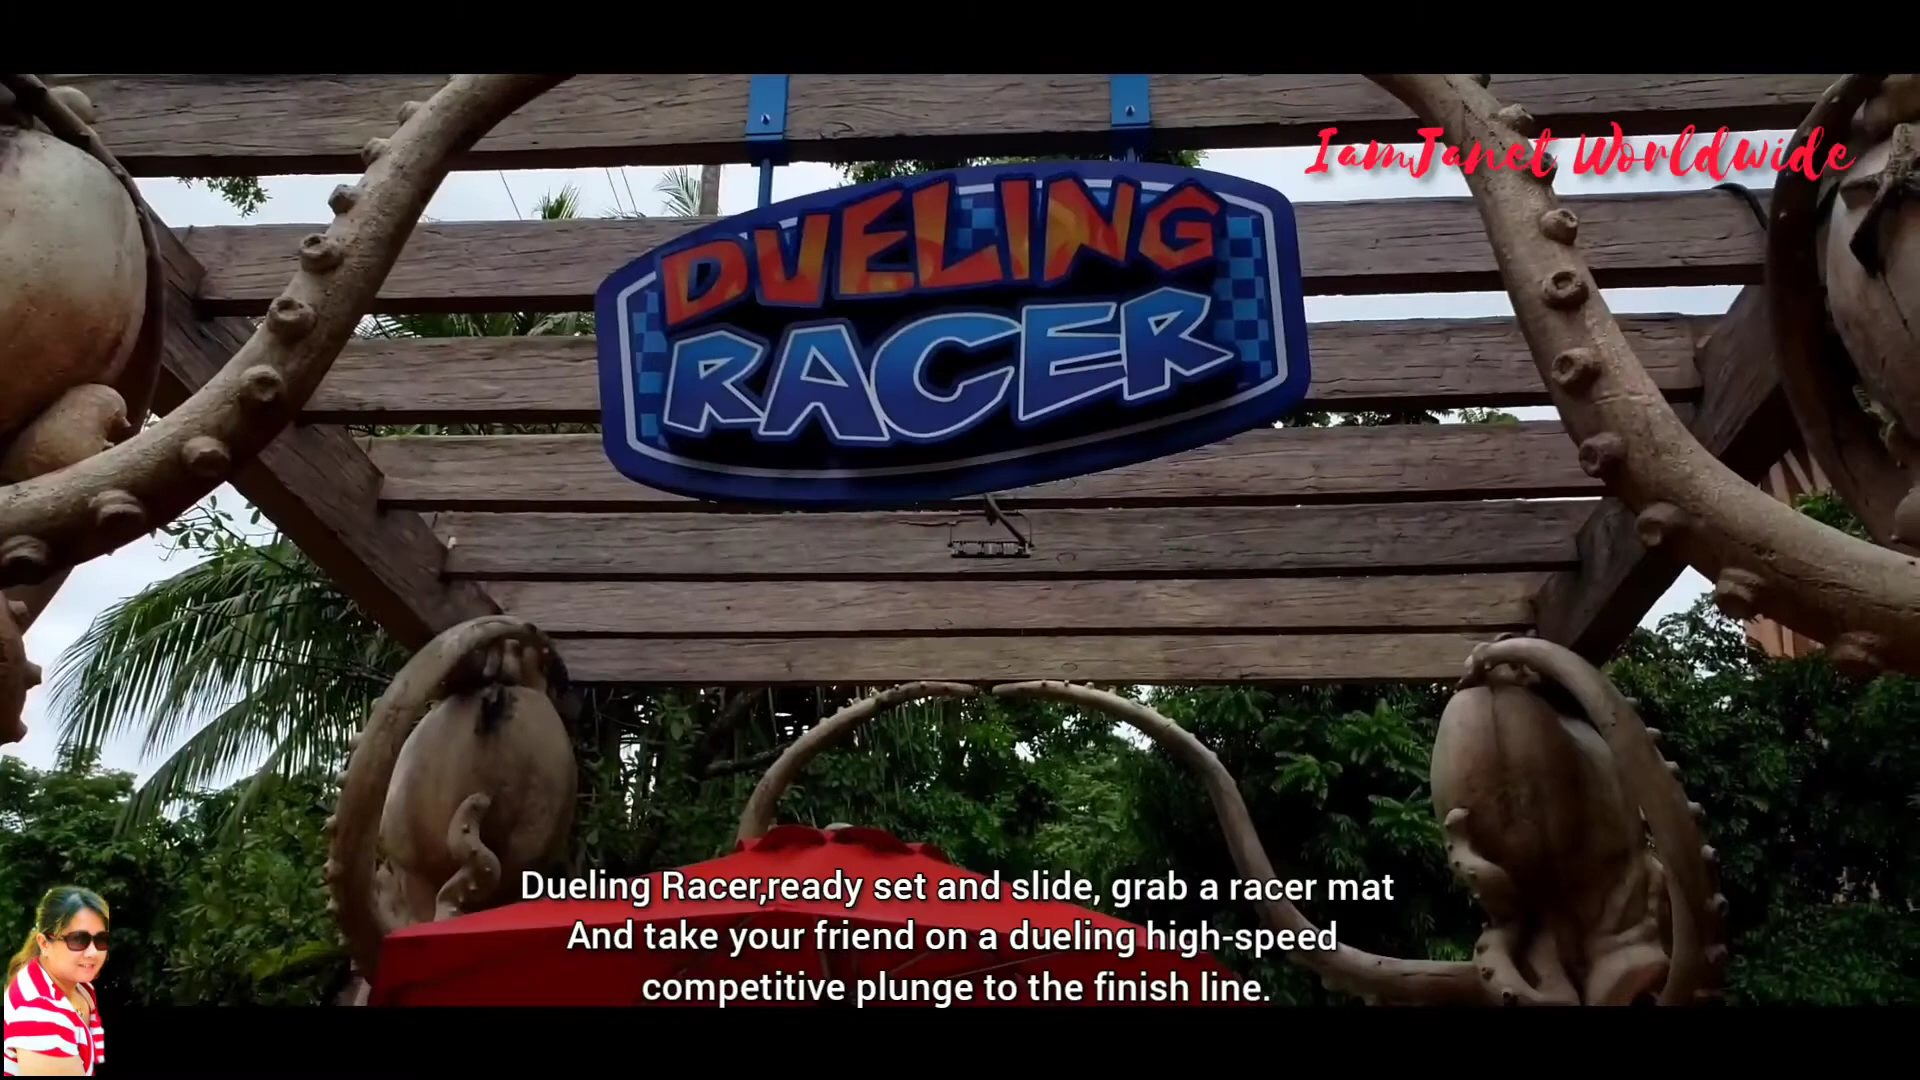 IamJanet Worldwide
DUELING
RACER
Dueling Racer,ready set and slide, grab a racer mat
And take your friend on a dueling high-speed
competitive plunge to the finish line.